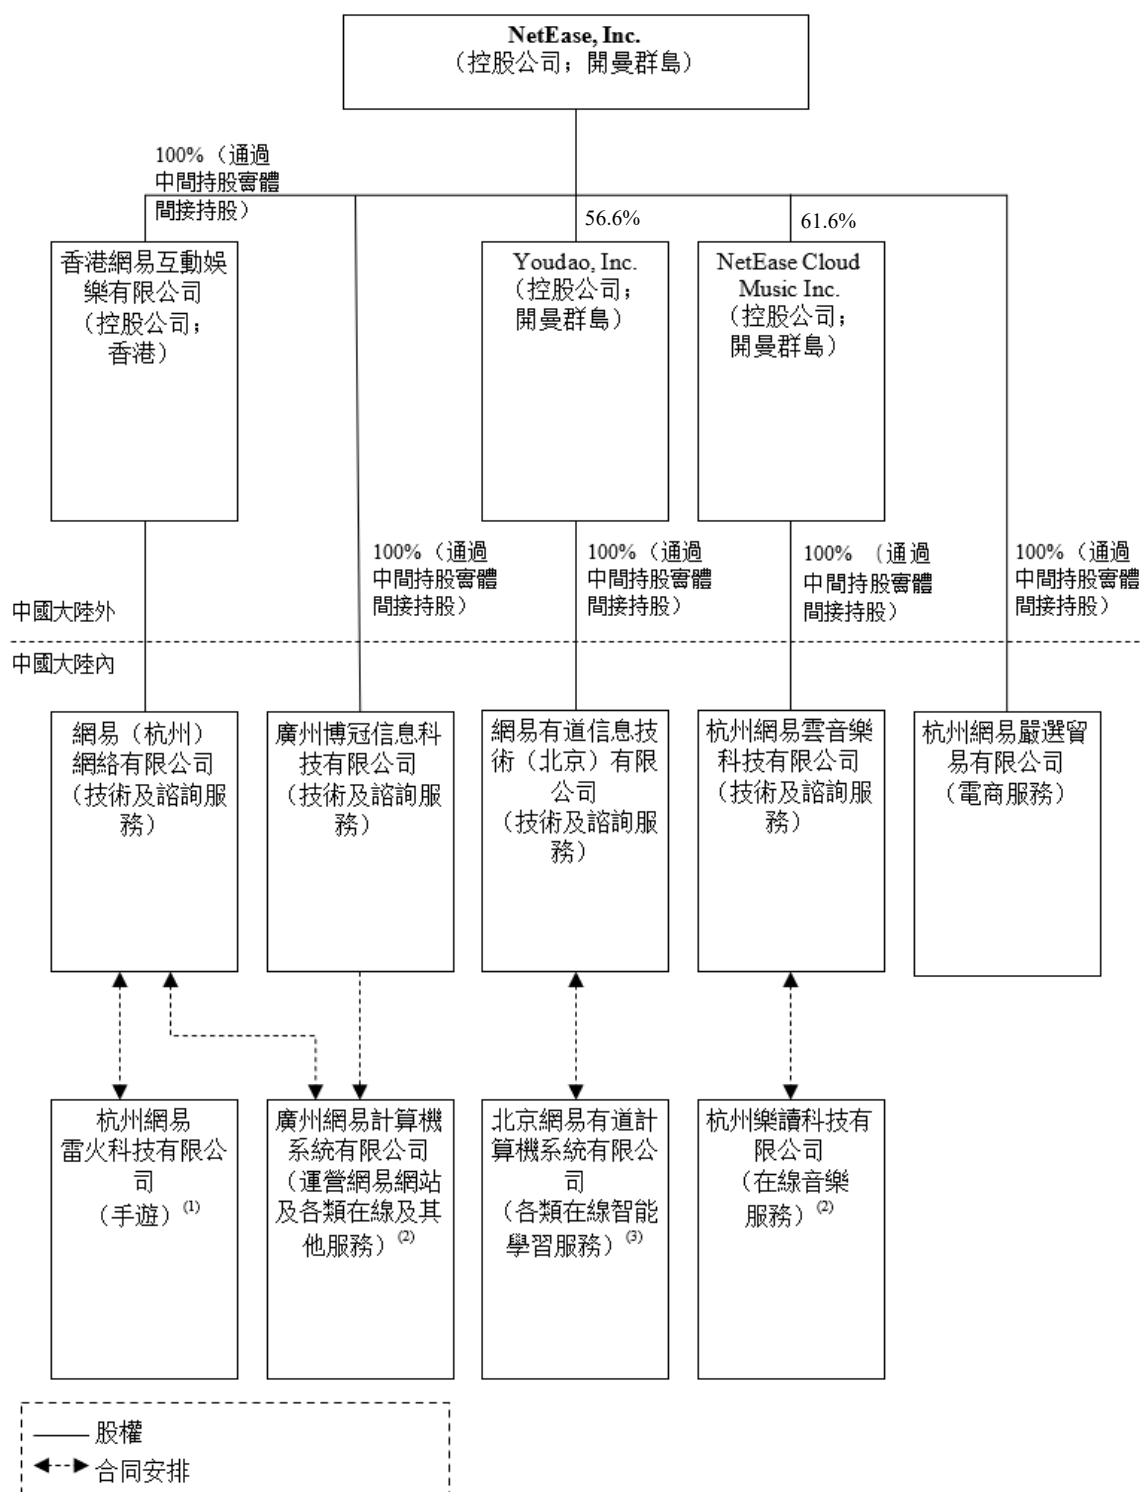 NetEase, Inc.
（控股公司；開曼群島）
100%（通過
中間持股實體
間接持股）
56.6%
61.6%
香港網易互動娛
樂有限公司
（控股公司；
香港）
Youdao, Inc.
（控股公司；
開曼群島）
NetEase Cloud
Music Inc.
（控股公司；
開曼群島）
100%（通過
中間持股實體
間接持股）
100%（通過
中間持股實體
間接持股）
100% （通過
中間持股實體
間接持股）
100%（通過
中間持股實體
間接持股）
中國大陸外
中國大陸內
網易（杭州）
網絡有限公司
（技術及諮詢服
務）
廣州博冠信息科
技有限公司
（技術及諮詢服
務）
網易有道信息技
術（北京）有限
公司
（技術及諮詢服
務）
杭州網易雲音樂
科技有限公司
（技術及諮詢服
務）
杭州網易嚴選貿
易有限公司
（電商服務）
杭州網易
雷火科技有限公
司
（手遊）(1)
廣州網易計算機
系統有限公司
（運營網易網站
及各類在線及其
他服務）(2)
北京網易有道計
算機系統有限公
司
（各類在線智能
學習服務）(3)
杭州樂讀科技有
限公司
（在線音樂
服務）(2)
股權
合同安排